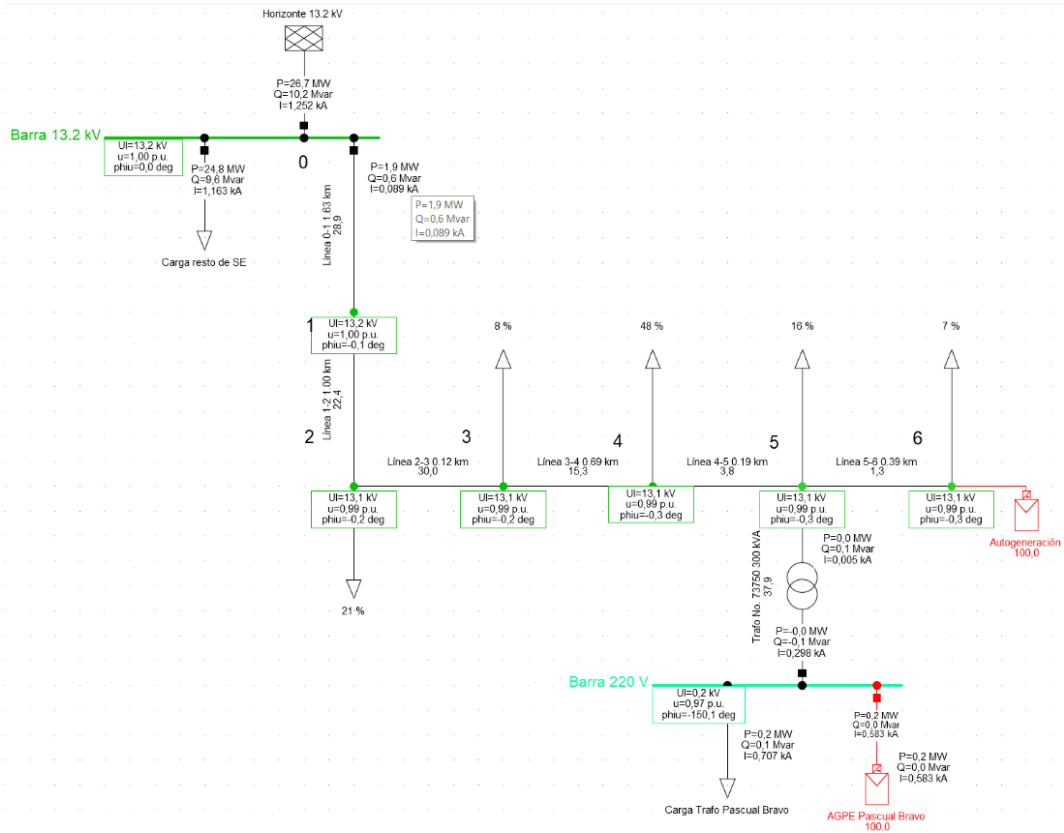 Horizonte 13.2 kV
P=26,7 MW
Q=10,2 Mvar
I=1,252 kA
Barra 13.2 kV
Ul=13,2 kV
u=1,00 p.u.
phiu=0,0 deg
0
P=24,8 MW
Q=9,6 Mvar
I=1,163 kA
Carga resto de SE
P=1,9 MW
Q=0,6 Mvar
I=0,089 kA
P=1,9 MW
Q=0,6 Mvar
I=0,089 kA
Línea 0-1 1.63 km
28,9
1
Ul=13,2 kV
u=1,00 p.u.
phiu=-0,1 deg
8 %
48 %
16 %
7 %
Línea 1-2 1.00 km
22,4
2
3
4
5
6
Línea 2-3 0.12 km
30,0
Línea 3-4 0.69 km
15,3
Línea 4-5 0.19 km
3,8
Línea 5-6 0.39 km
1,3
Ul=13,1 kV
u=0,99 p.u.
phiu=-0,2 deg
Ul=13,1 kV
u=0,99 p.u.
phiu=-0,2 deg
Ul=13,1 kV
u=0,99 p.u.
phiu=-0,3 deg
Ul=13,1 kV
u=0,99 p.u.
phiu=-0,3 deg
Ul=13,1 kV
u=0,99 p.u.
phiu=-0,3 deg
Autogeneración
100,0
21 %
P=0,0 MW
Q=0,1 Mvar
I=0,005 kA
Trafo No. 73750 300 kVA
37,9
P=-0,0 MW
Q=-0,1 Mvar
I=0,298 kA
Barra 220 V
Ul=0,2 kV
u=0,97 p.u.
phiu=-150,1 deg
P=0,2 MW
Q=0,1 Mvar
I=0,707 kA
Carga Trafo Pascual Bravo
P=0,2 MW
Q=0,0 Mvar
I=0,583 kA
P=0,2 MW
Q=0,0 Mvar
I=0,583 kA
AGPE Pascual Bravo
100,0